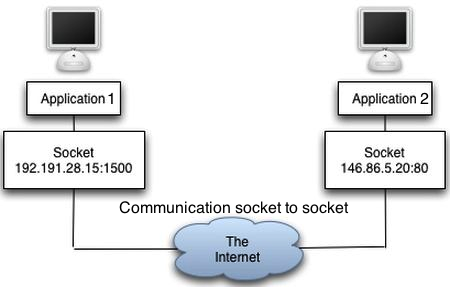 Application 1
Application 2
Socket
192.191.28.15:1500
Socket
146.86.5.20:80
Communication socket to socket
The
Internet